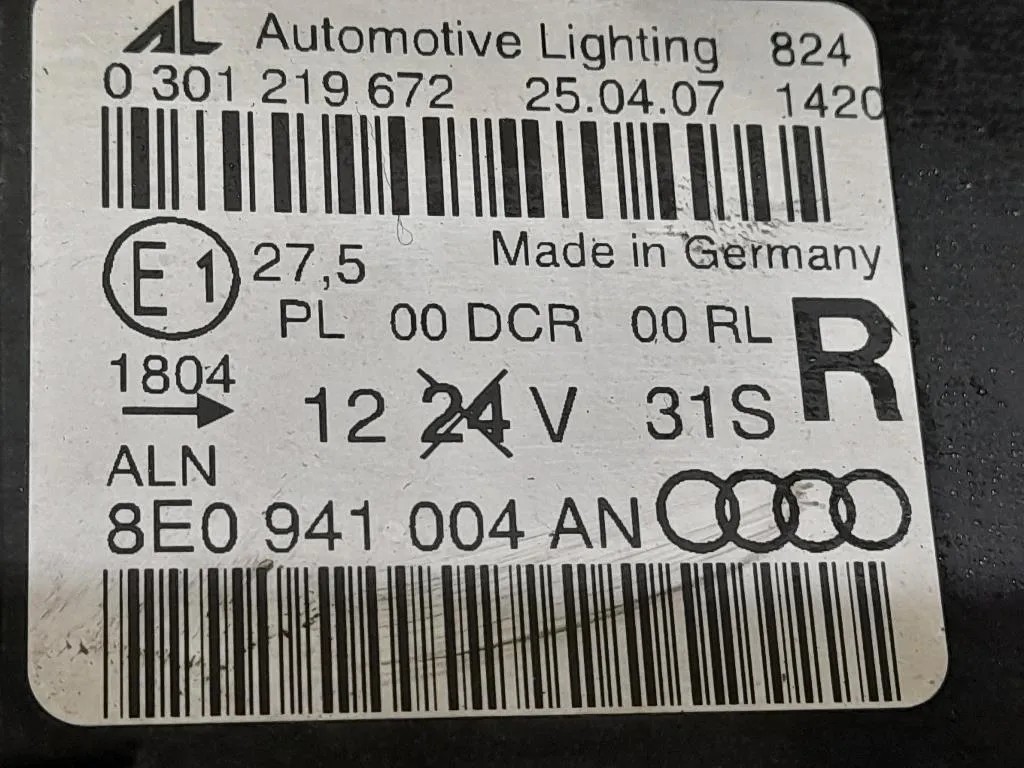 AL Automotive Lighting 824
0 301 219 672 25.04.07 1420
E1 27,5 Made in Germany
PL 00 DCR 00 RL R
1804
12 24 V 31S
ALN
8E0 941 004 AN